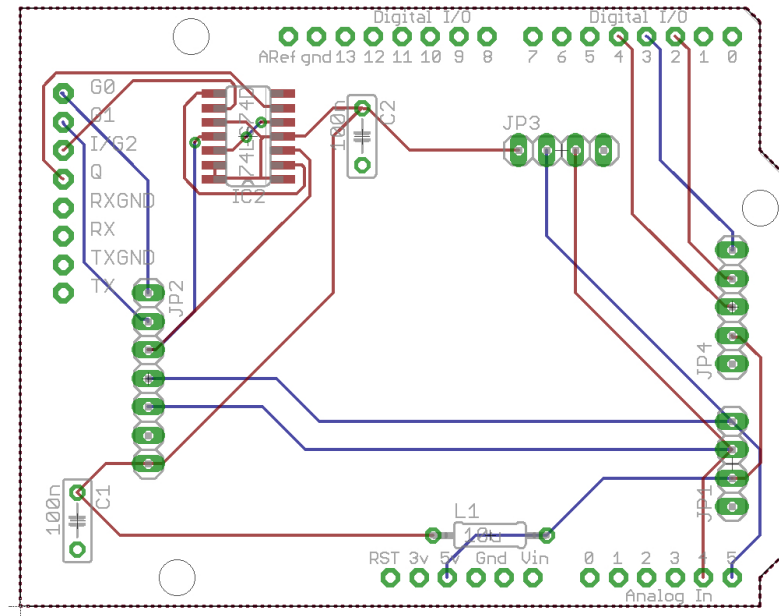 Digital I/O Digital I/O
ARef gnd 13 12 11 10 9 8 7 6 5 4 3 2 1 0
G0
G1
I/G2
Q
RXGND
RX
TXGND
TX
IC2
100n
C2
JP3
JP2
JP4
JP1
100n
C1
L1
10u
RST 3v 5v Gnd Vin 0 1 2 3 4 5
Analog In